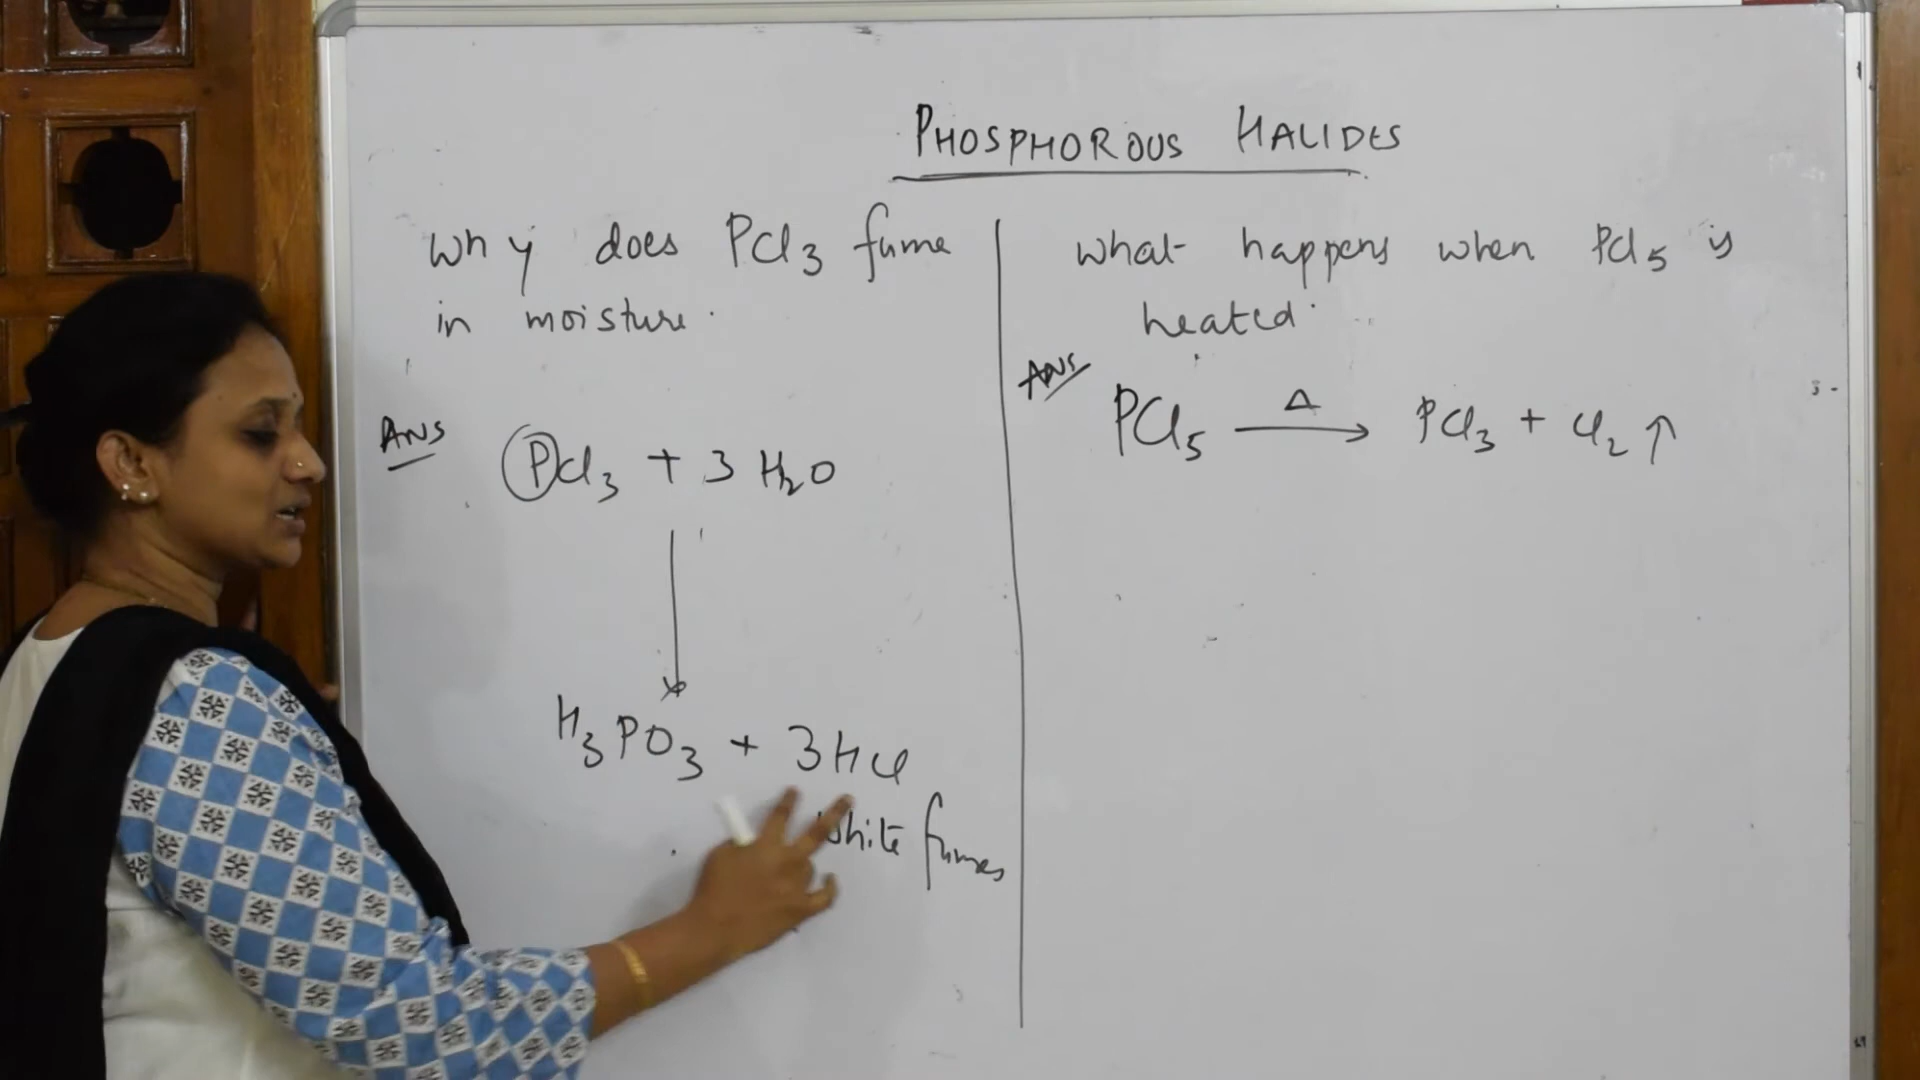 PHOSPHOROUS HALIDES
Why does PCl3 fume
in moisture.
Ans
PCl3 + 3 H2O
H3PO3 + 3HCl
white fumes
What happens when PCl5 is
heated.
Ans
PCl5 Δ→ PCl3 + Cl2 ↑